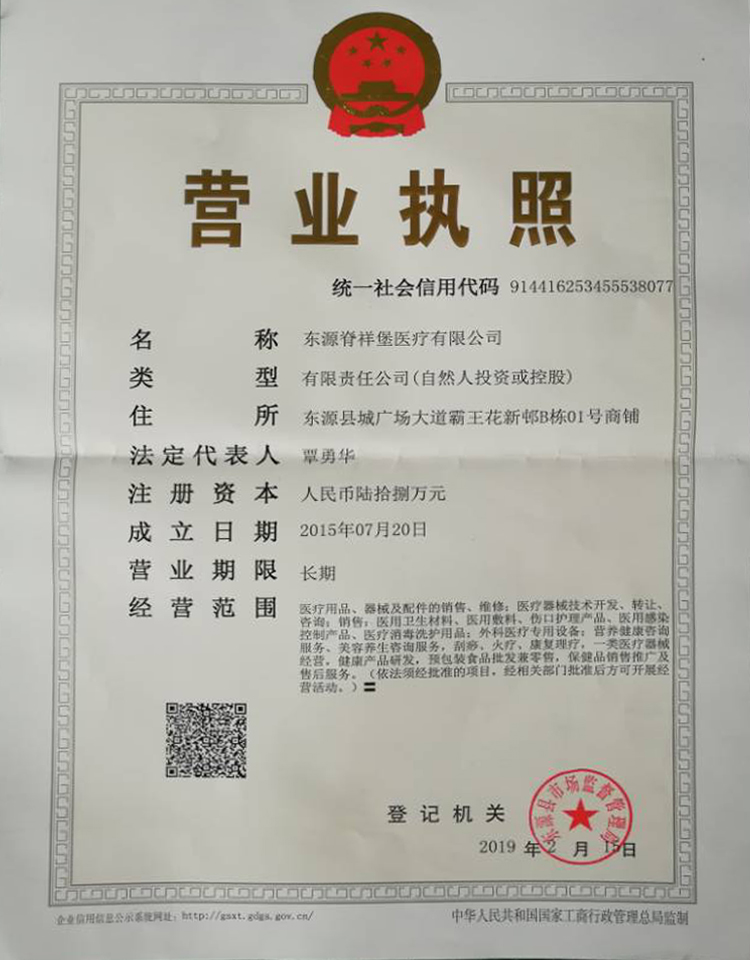 营业执照
统一社会信用代码 914416253455538077
名称 东源脊祥堡医疗有限公司
类型 有限责任公司(自然人投资或控股)
住所 东源县城广场大道霸王花新邨B栋01号商铺
法定代表人 覃勇华
注册资本 人民币陆拾捌万元
成立日期 2015年07月20日
营业期限 长期
经营范围 医疗用品、器械及配件的销售、维修；医疗器械技术开发、转让、
咨询；销售：医用卫生材料、医用敷料、伤口护理产品、医用感染
控制产品、医疗消毒洗护用品；外科医疗专用设备；营养健康咨询
服务、美容养生咨询服务，刮痧、火疗、康复理疗，一类医疗器械
经营，健康产品研发，预包装食品批发兼零售，保健品销售推广及
售后服务。（依法须经批准的项目，经相关部门批准后方可开展经
营活动。）
登记机关
东源县市场监督管理局
2019 年 2 月 15日
企业信用信息公示系统网址：http://gsxt.gdgs.gov.cn/
中华人民共和国国家工商行政管理总局监制